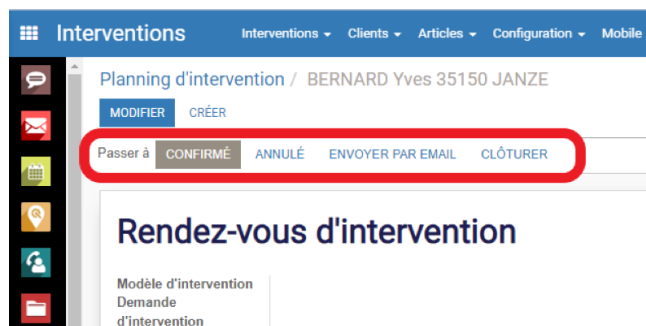 Interventions Interventions Clients Articles Configuration Mobile
Planning d'intervention / BERNARD Yves 35150 JANZE
MODIFIER CRÉER
Passer à CONFIRMÉ ANNULÉ ENVOYER PAR EMAIL CLÔTURER
Rendez-vous d'intervention
Modèle d'intervention
Demande
d'intervention